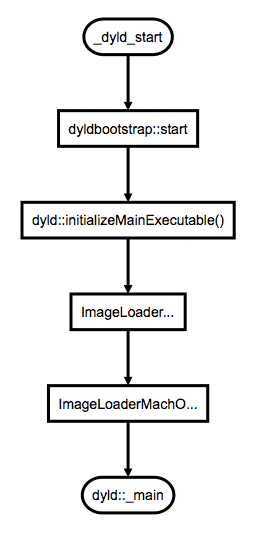 _dyld_start
dyldbootstrap::start
dyld::initializeMainExecutable()
ImageLoader...
ImageLoaderMachO...
dyld::_main